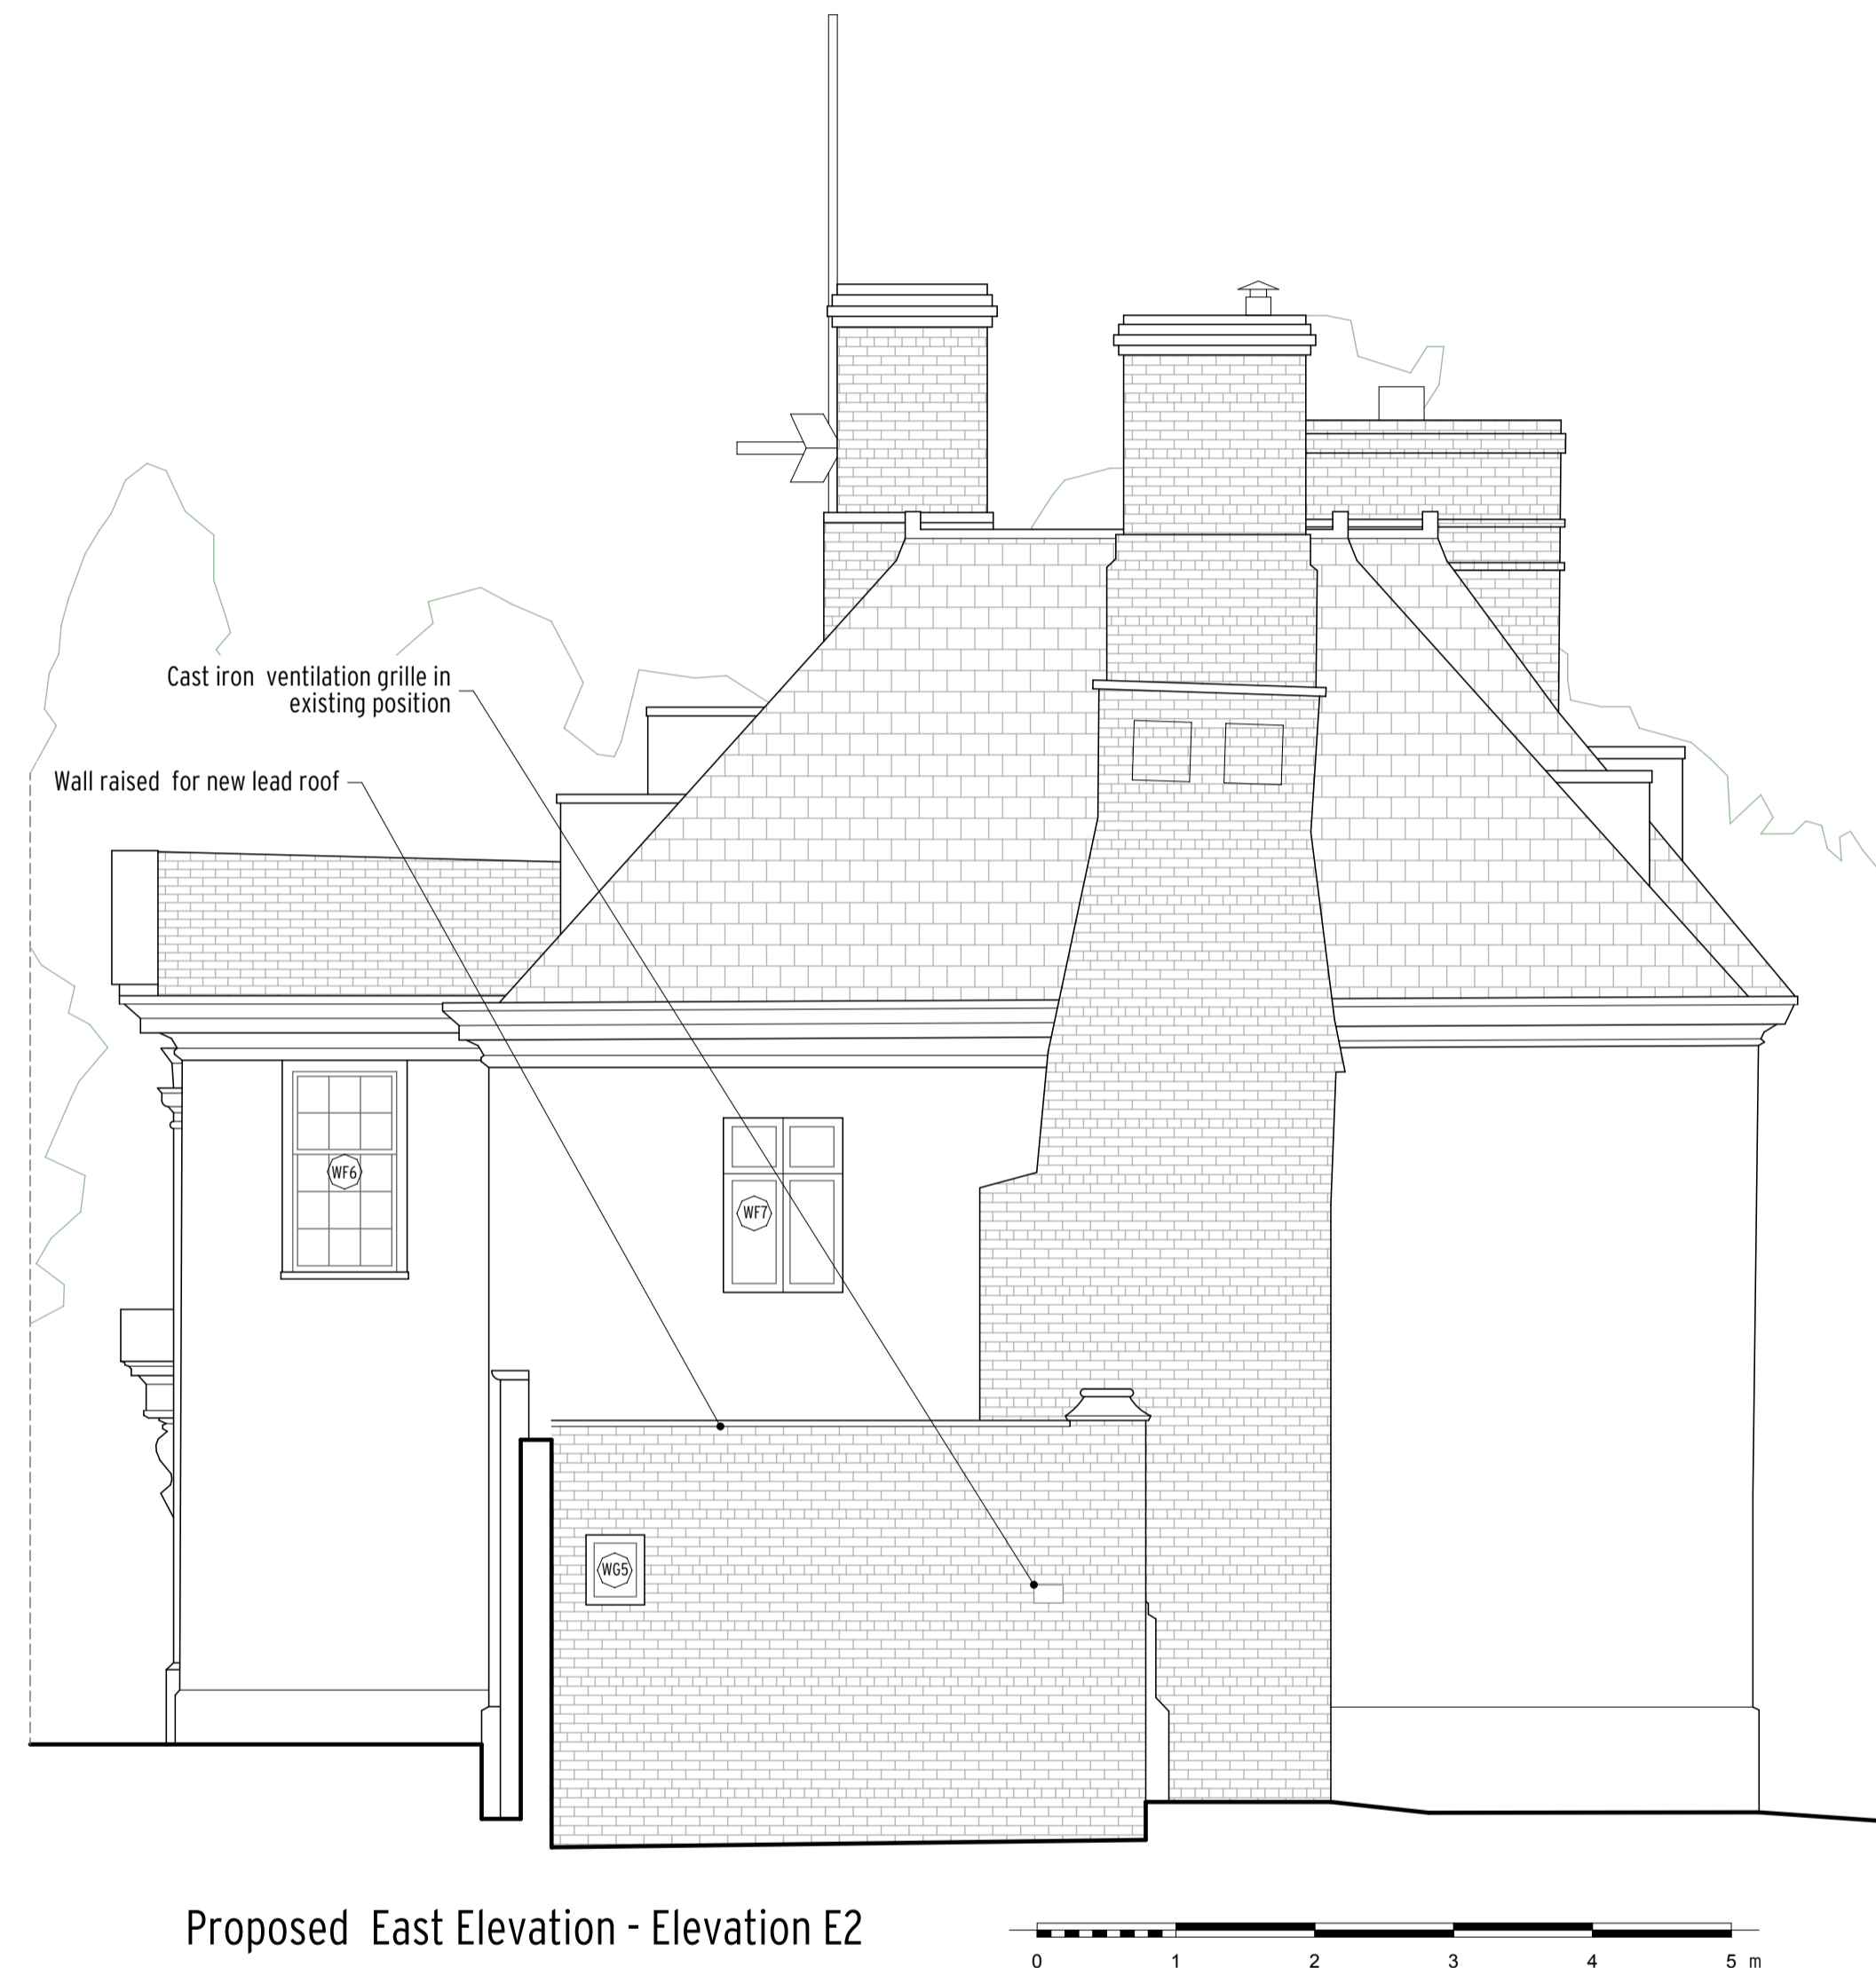 Cast iron ventilation grille in
existing position
Wall raised for new lead roof
WF6
WF7
WG5
Proposed East Elevation - Elevation E2
0 1 2 3 4 5 m